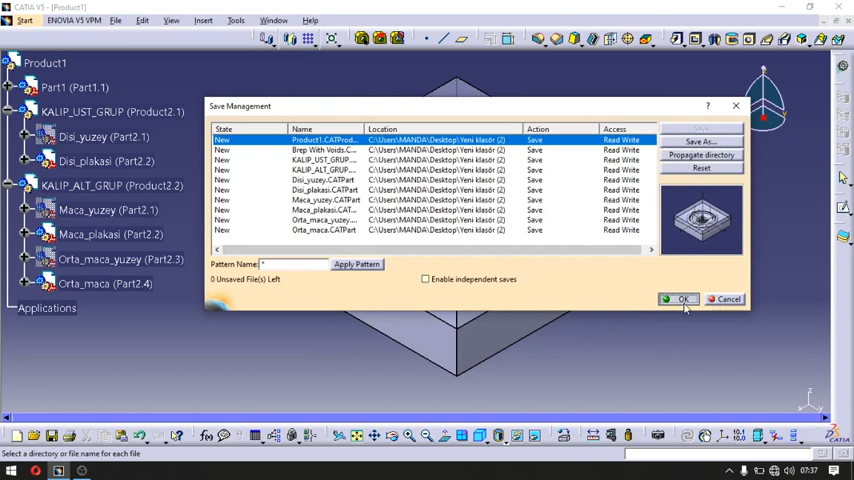 CATIA V5 - [Product1]
Start ENOVIA V5 VPM File Edit View Insert Tools Window Help
Product1
Part1 (Part1.1)
KALIP_UST_GRUP (Product2.1)
Disi_yuzey (Part2.1)
Disi_plakasi (Part2.2)
KALIP_ALT_GRUP (Product2.2)
Maca_yuzey (Part2.1)
Maca_plakasi (Part2.2)
Orta_maca_yuzey (Part2.3)
Orta_maca (Part2.4)
Applications
Save Management
State Name Location Action Access
New Product1.CATProd... C:\Users\MANDA\Desktop\Yeni klasör (2) Save Read Write
New Brep With Voids.C... C:\Users\MANDA\Desktop\Yeni klasör (2) Save Read Write
New KALIP_UST_GRUP.... C:\Users\MANDA\Desktop\Yeni klasör (2) Save Read Write
New KALIP_ALT_GRUP.... C:\Users\MANDA\Desktop\Yeni klasör (2) Save Read Write
New Disi_yuzey.CATPart C:\Users\MANDA\Desktop\Yeni klasör (2) Save Read Write
New Disi_plakasi.CATPart C:\Users\MANDA\Desktop\Yeni klasör (2) Save Read Write
New Maca_yuzey.CATPart C:\Users\MANDA\Desktop\Yeni klasör (2) Save Read Write
New Maca_plakasi.CAT... C:\Users\MANDA\Desktop\Yeni klasör (2) Save Read Write
New Orta_maca_yuzey.... C:\Users\MANDA\Desktop\Yeni klasör (2) Save Read Write
New Orta_maca.CATPart C:\Users\MANDA\Desktop\Yeni klasör (2) Save Read Write
Save
Save As...
Propagate directory
Reset
Pattern Name: * Apply Pattern
0 Unsaved File(s) Left Enable independent saves
OK Cancel
Select a directory or file name for each file
07:37